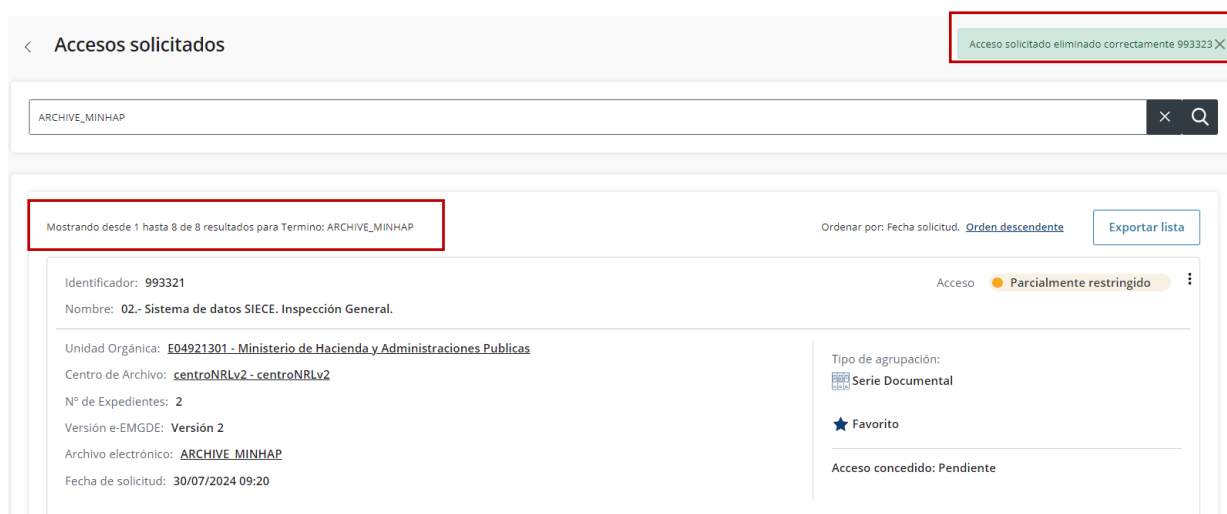 Accesos solicitados
Acceso solicitado eliminado correctamente 993323
ARCHIVE_MINHAP
Mostrando desde 1 hasta 8 de 8 resultados para Termino: ARCHIVE_MINHAP
Ordenar por: Fecha solicitud. Orden descendente
Exportar lista
Identificador: 993321
Acceso Parcialmente restringido
Nombre: 02.- Sistema de datos SIECE. Inspección General.
Unidad Orgánica: E04921301 - Ministerio de Hacienda y Administraciones Publicas
Centro de Archivo: centroNRLv2 - centroNRLv2
Nº de Expedientes: 2
Versión e-EMGDE: Versión 2
Archivo electrónico: ARCHIVE_MINHAP
Fecha de solicitud: 30/07/2024 09:20
Tipo de agrupación:
Serie Documental
Favorito
Acceso concedido: Pendiente